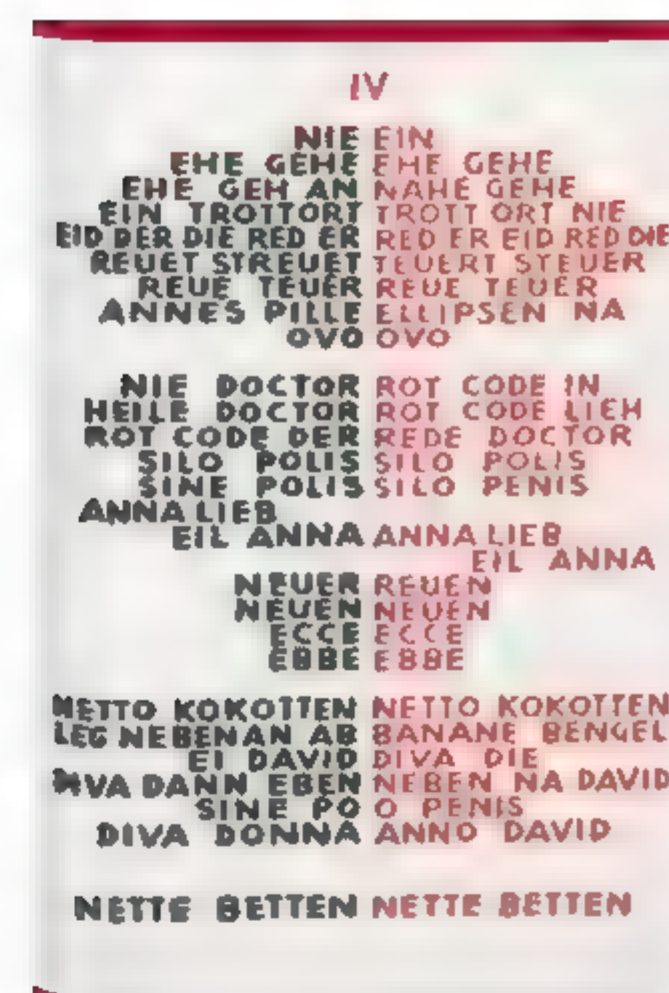 IV
NIE EIN
EHE GEHE EHE GEHE
EHE GEH AN NAHE GEHE
EIN TROTTORT TROTT ORT NIE
EID DER DIE RED ER RED ER EID RED DIE
REUET STREUET TEUERT STEUER
REUE TEUER REUE TEUER
ANNES PILLE ELLIPSEN NA
OVO OVO
NIE DOCTOR ROT CODE IN
HEILE DOCTOR ROT CODE LIEH
ROT CODE DER REDE DOCTOR
SILO POLIS SILO POLIS
SINE POLIS SILO PENIS
ANNA LIEB
EIL ANNA ANNA LIEB
EIL ANNA
NEUER REUEN
NEUEN NEUEN
ECCE ECCE
EBBE EBBE
NETTO KOKOTTEN NETTO KOKOTTEN
LEG NEBENAN AB BANANE BENGEL
EI DAVID DIVA DIE
DIVA DANN EBEN NEBEN NA DAVID
SINE PO O PENIS
DIVA DONNA ANNO DAVID
NETTE BETTEN NETTE BETTEN